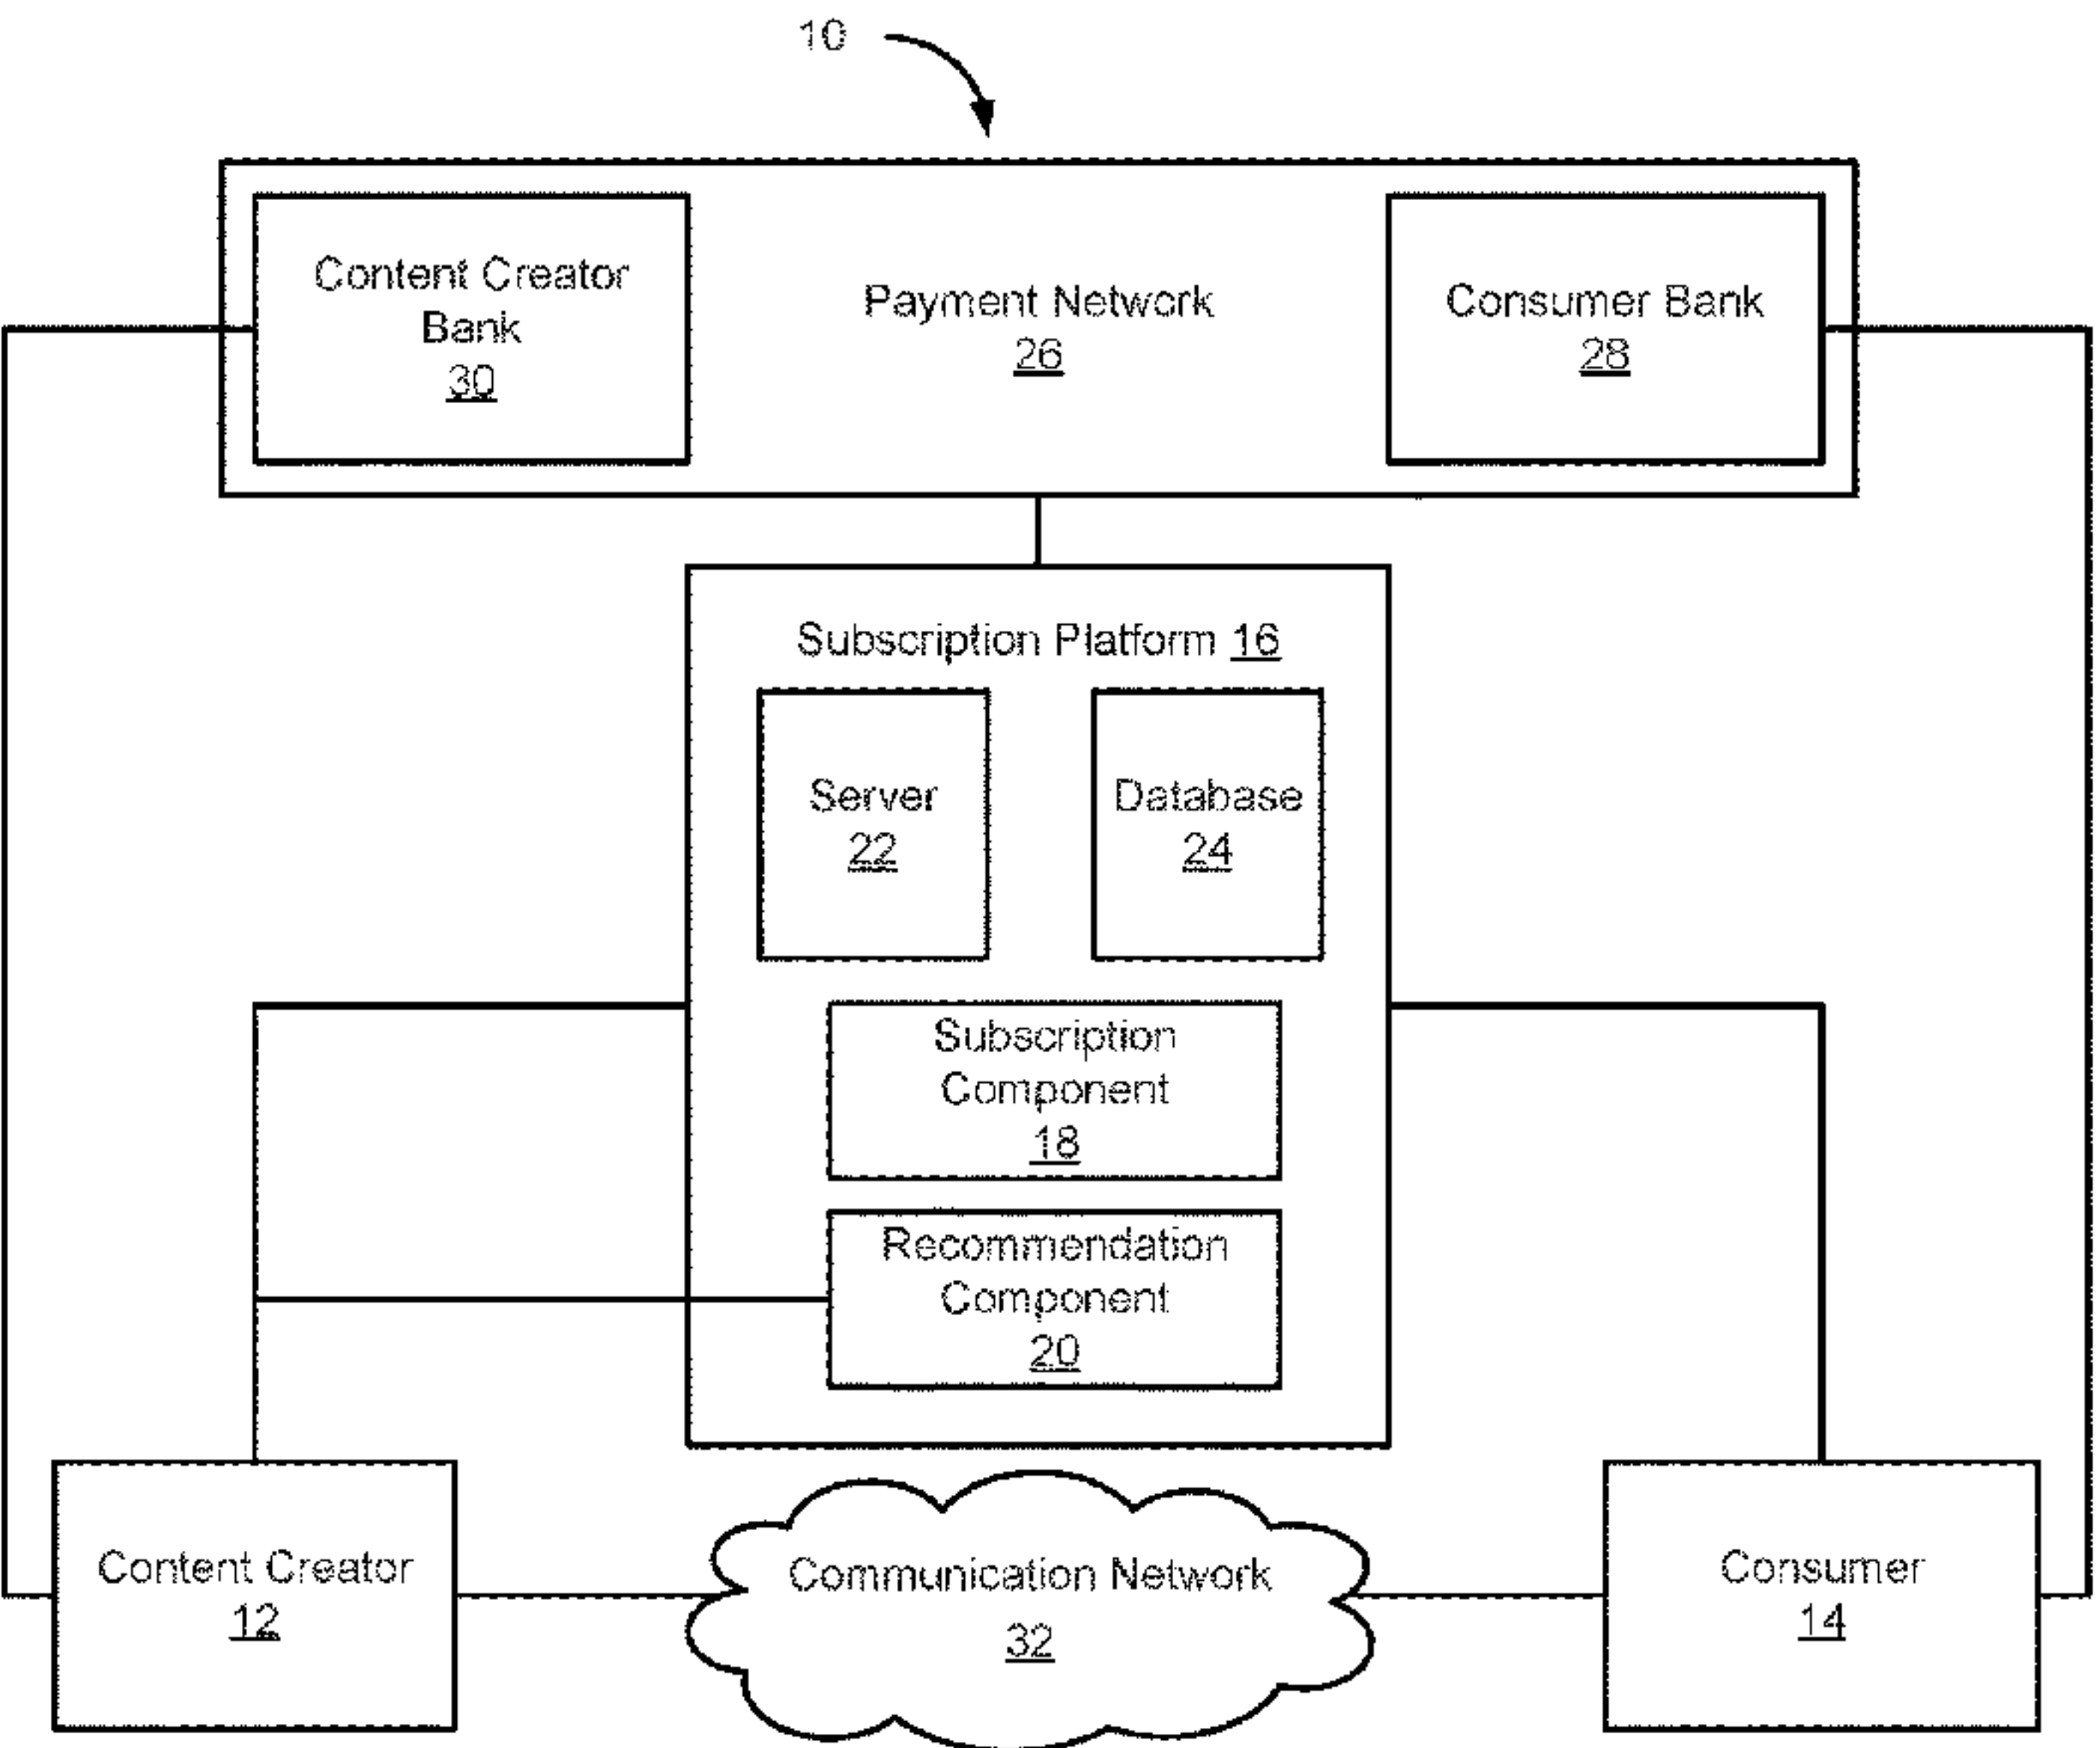 10
Content Creator
Bank
30
Payment Network
26
Consumer Bank
28
Subscription Platform 16
Server
22
Database
24
Subscription
Component
18
Recommendation
Component
20
Content Creator
12
Communication Network
32
Consumer
14